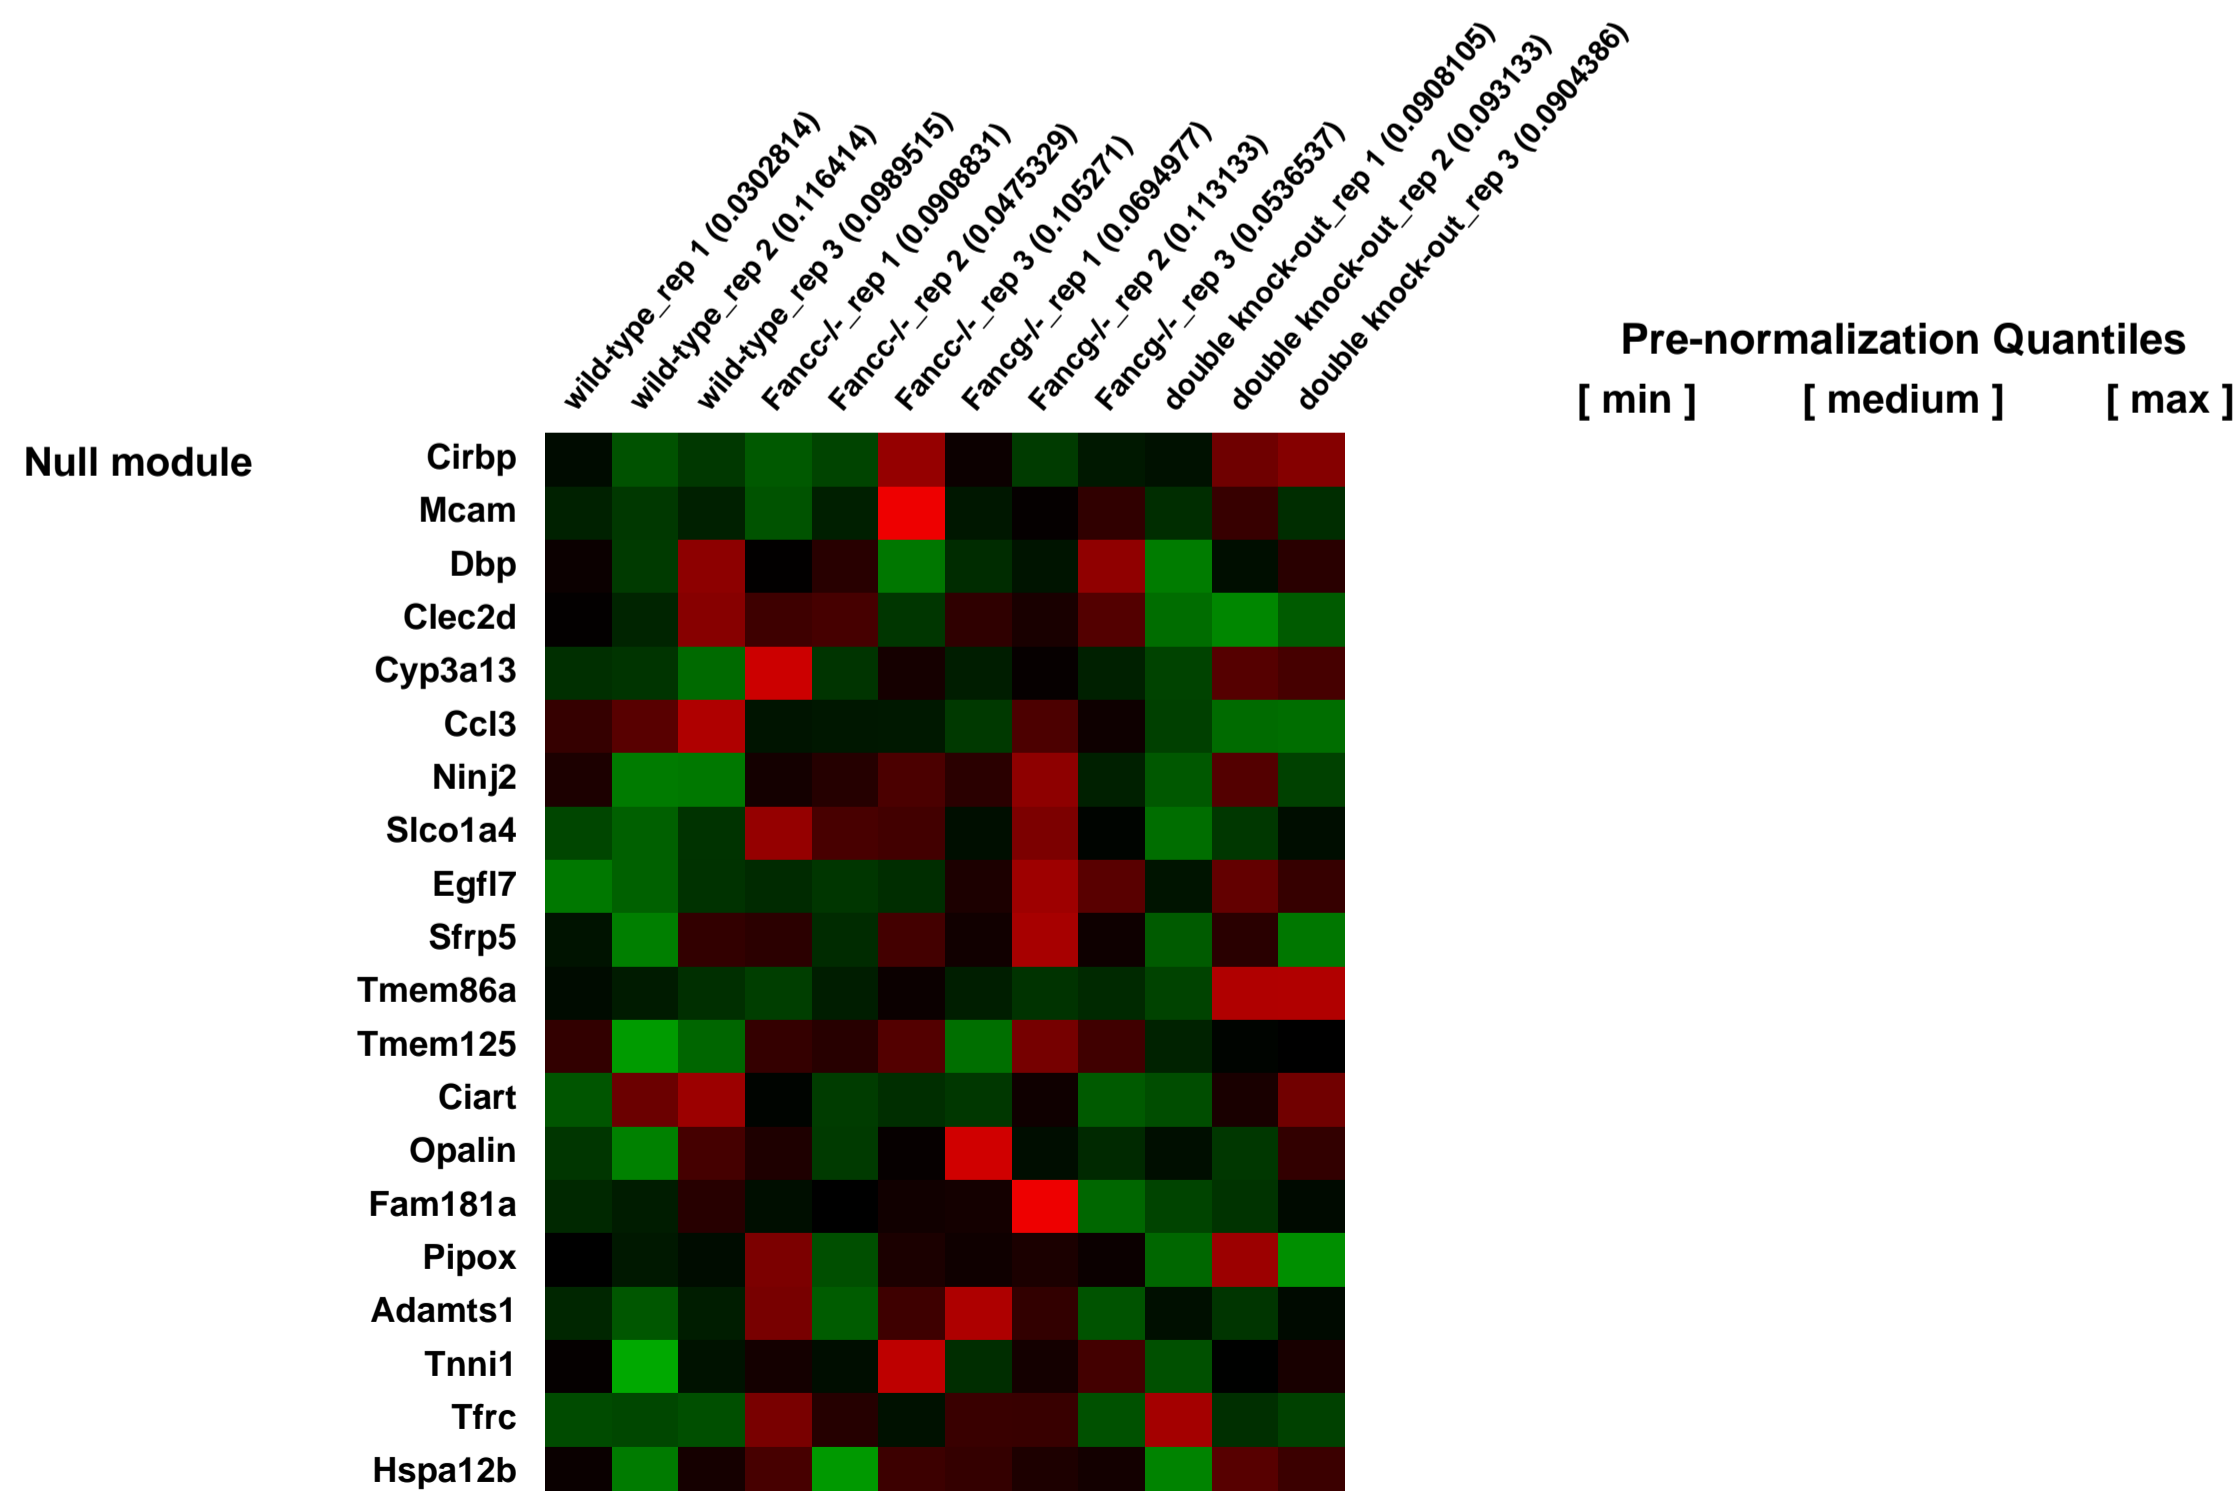 wild-type_rep 1 (0.0302814)
wild-type_rep 2 (0.116414)
wild-type_rep 3 (0.0989515)
Fancc-/-_rep 1 (0.0908831)
Fancc-/-_rep 2 (0.0475329)
Fancc-/-_rep 3 (0.105271)
Fancg-/-_rep 1 (0.0694977)
Fancg-/-_rep 2 (0.113133)
Fancg-/-_rep 3 (0.0536537)
double knock-out_rep 1 (0.0908105)
double knock-out_rep 2 (0.093133)
double knock-out_rep 3 (0.0904386)
Pre-normalization Quantiles
[ min ] [ medium ] [ max ]
Null module
Cirbp
Mcam
Dbp
Clec2d
Cyp3a13
Ccl3
Ninj2
Slco1a4
Egfl7
Sfrp5
Tmem86a
Tmem125
Ciart
Opalin
Fam181a
Pipox
Adamts1
Tnni1
Tfrc
Hspa12b